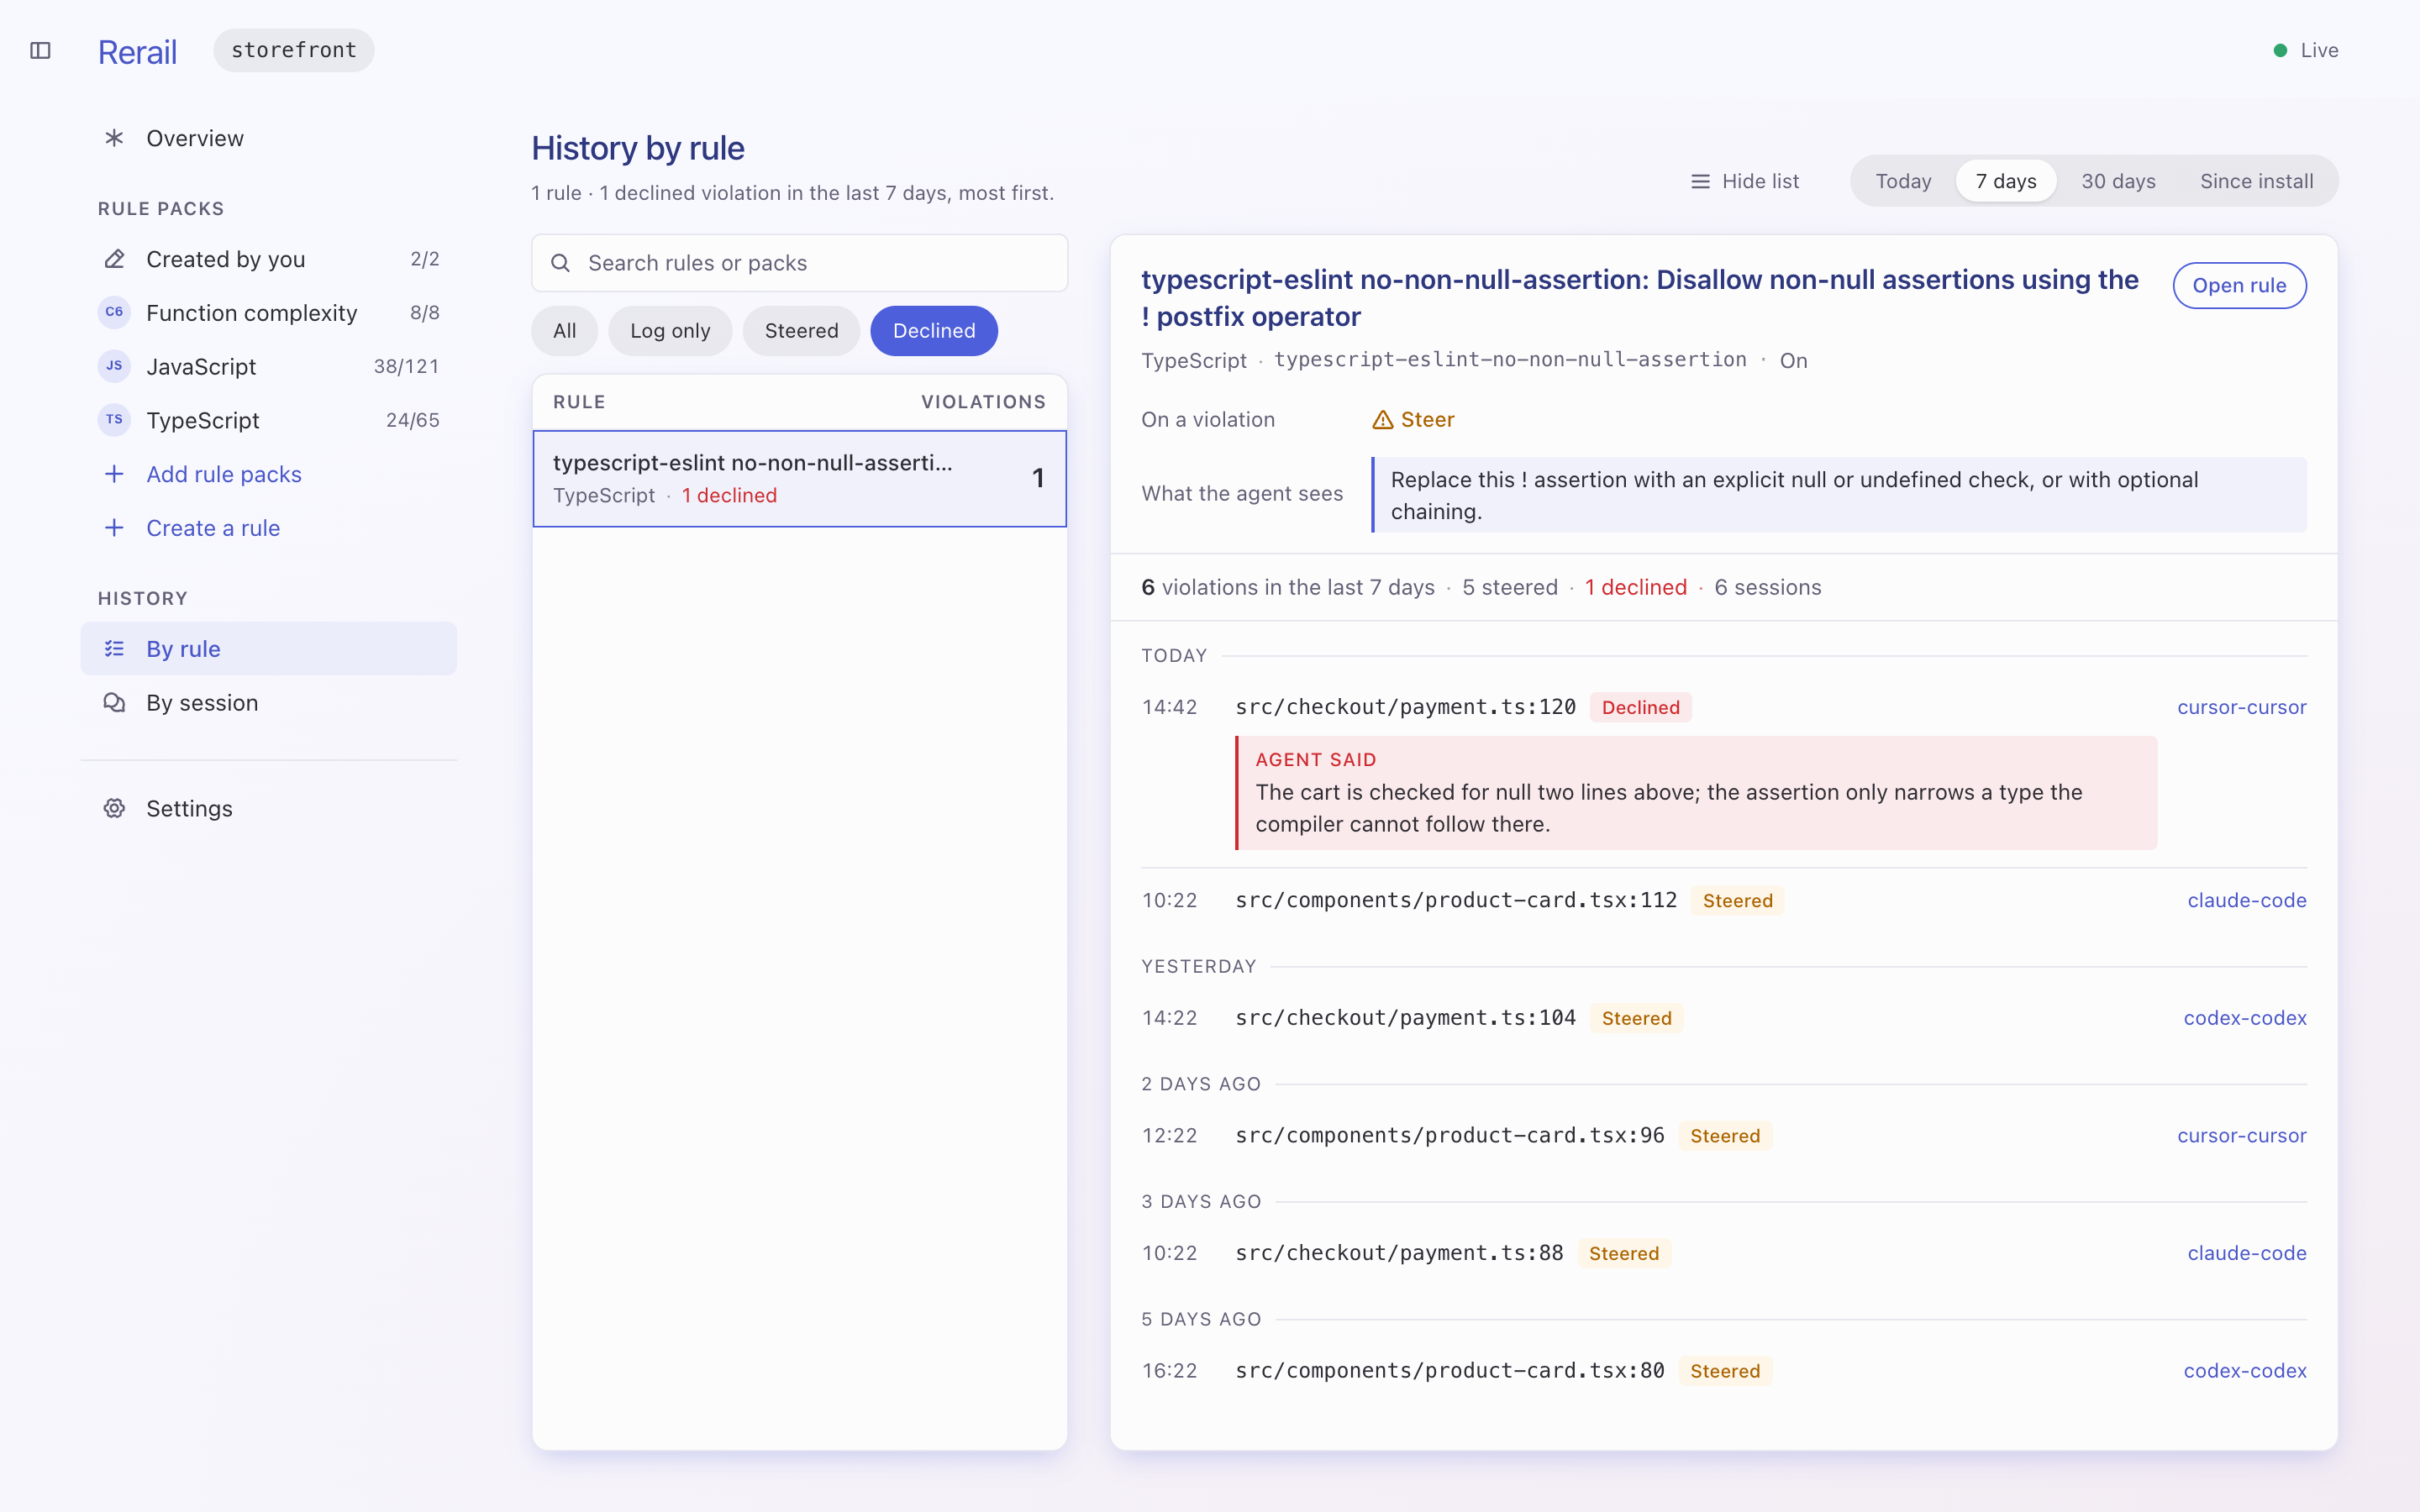 Rerail
storefront
Live
Overview
RULE PACKS
Created by you 2/2
C6 Function complexity 8/8
JS JavaScript 38/121
TS TypeScript 24/65
Add rule packs
Create a rule
HISTORY
By rule
By session
Settings
History by rule
1 rule · 1 declined violation in the last 7 days, most first.
Hide list
Today 7 days 30 days Since install
Search rules or packs
All Log only Steered Declined
RULE VIOLATIONS
typescript-eslint no-non-null-asserti... 1
TypeScript · 1 declined
typescript-eslint no-non-null-assertion: Disallow non-null assertions using the
! postfix operator
Open rule
TypeScript · typescript-eslint-no-non-null-assertion · On
On a violation Steer
What the agent sees
Replace this ! assertion with an explicit null or undefined check, or with optional
chaining.
6 violations in the last 7 days · 5 steered · 1 declined · 6 sessions
TODAY
14:42 src/checkout/payment.ts:120 Declined cursor-cursor
AGENT SAID
The cart is checked for null two lines above; the assertion only narrows a type the
compiler cannot follow there.
10:22 src/components/product-card.tsx:112 Steered claude-code
YESTERDAY
14:22 src/checkout/payment.ts:104 Steered codex-codex
2 DAYS AGO
12:22 src/components/product-card.tsx:96 Steered cursor-cursor
3 DAYS AGO
10:22 src/checkout/payment.ts:88 Steered claude-code
5 DAYS AGO
16:22 src/components/product-card.tsx:80 Steered codex-codex